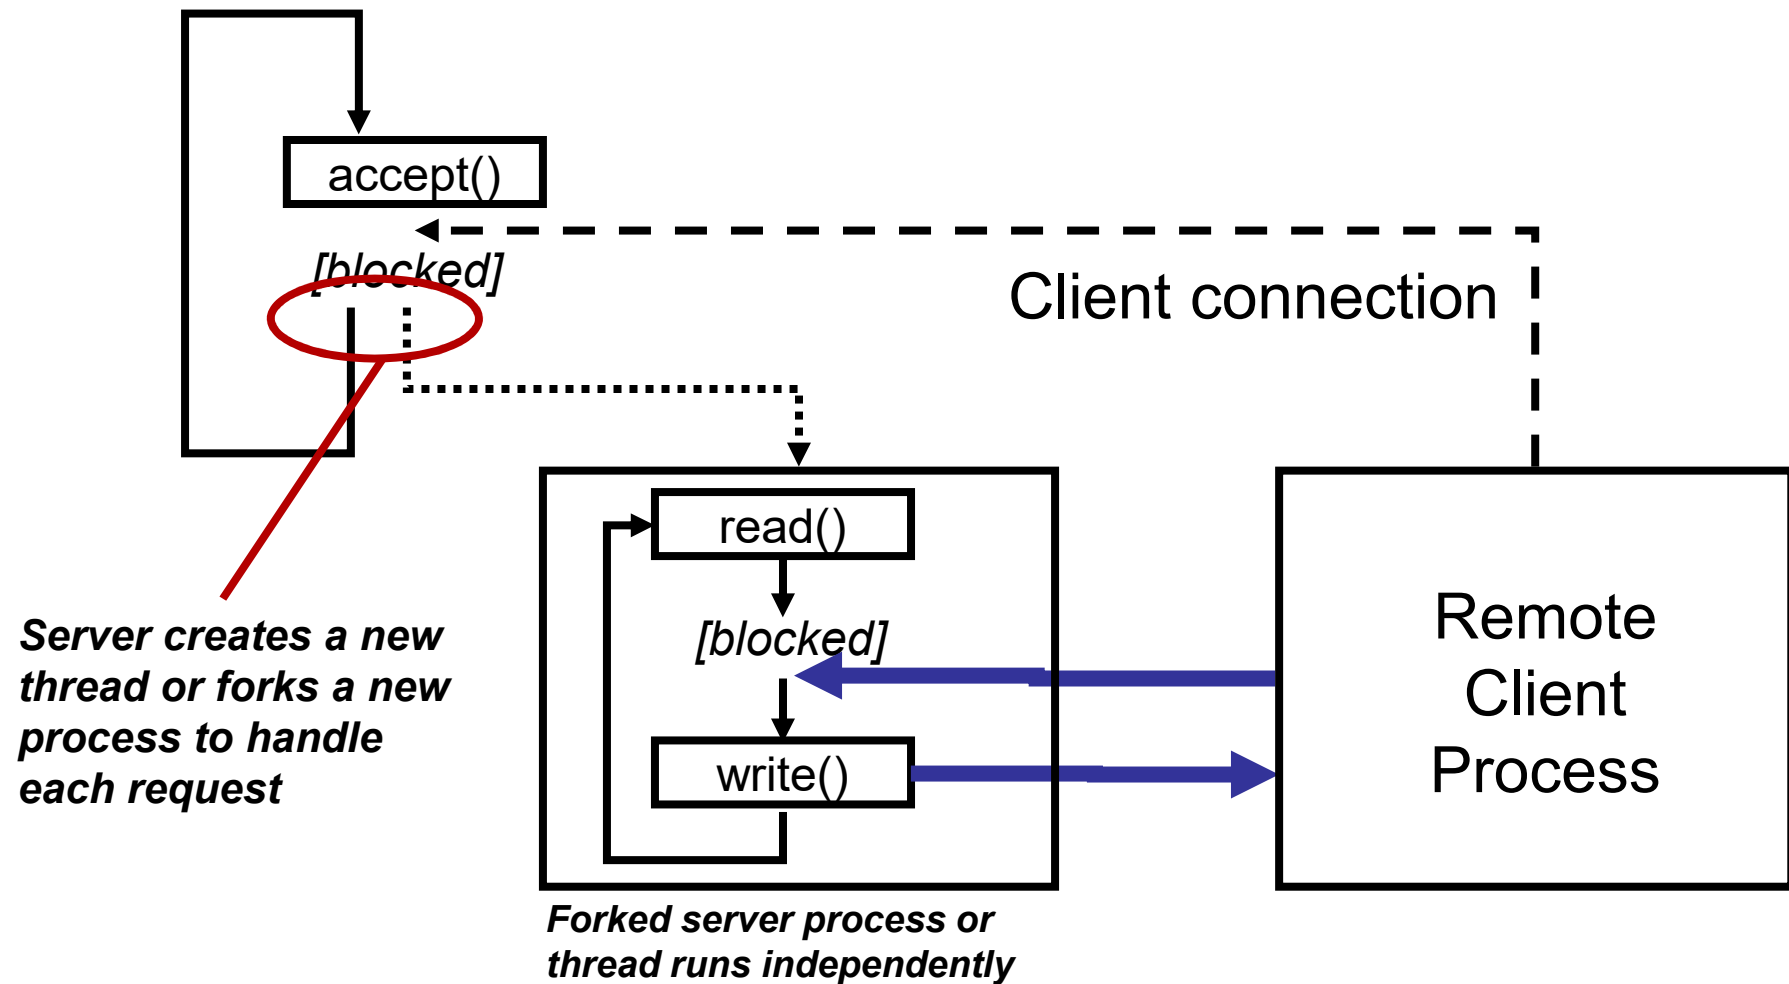 accept()
[blocked]
Client connection
read()
[blocked]
write()
Remote
Client
Process
Server creates a new
thread or forks a new
process to handle
each request
Forked server process or
thread runs independently